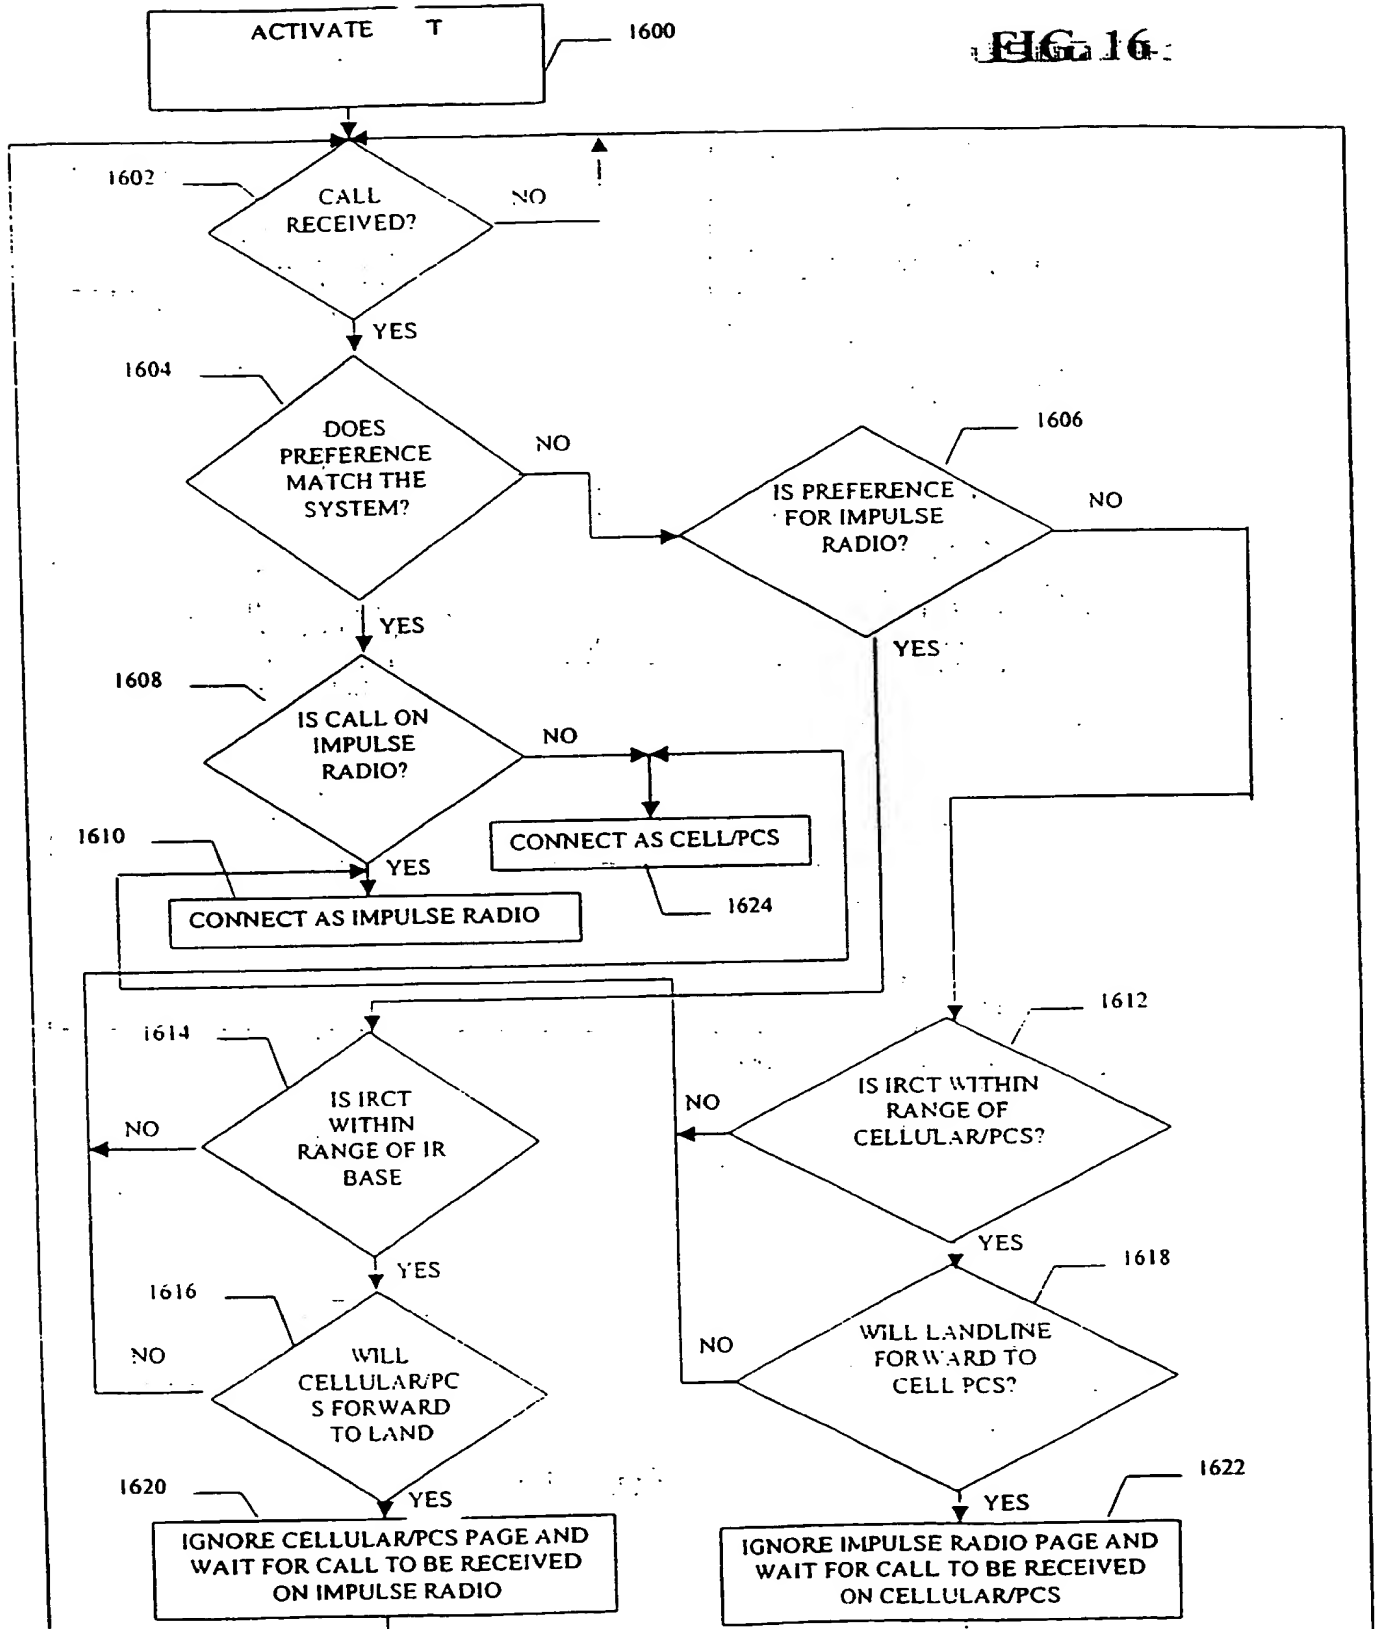 ACTIVATE T
1600
FIG. 16
1602
CALL
RECEIVED?
NO
YES
1604
DOES
PREFERENCE
MATCH THE
SYSTEM?
NO
1606
IS PREFERENCE
FOR IMPULSE
RADIO?
NO
YES
YES
1608
IS CALL ON
IMPULSE
RADIO?
NO
CONNECT AS CELL/PCS
1624
1610
YES
CONNECT AS IMPULSE RADIO
1614
IS IRCT
WITHIN
RANGE OF IR
BASE
NO
YES
1612
IS IRCT WITHIN
RANGE OF
CELLULAR/PCS?
NO
YES
1616
WILL
CELLULAR/PC
S FORWARD
TO LAND
NO
YES
1618
WILL LANDLINE
FORWARD TO
CELL PCS?
NO
YES
1620
IGNORE CELLULAR/PCS PAGE AND
WAIT FOR CALL TO BE RECEIVED
ON IMPULSE RADIO
1622
IGNORE IMPULSE RADIO PAGE AND
WAIT FOR CALL TO BE RECEIVED
ON CELLULAR/PCS